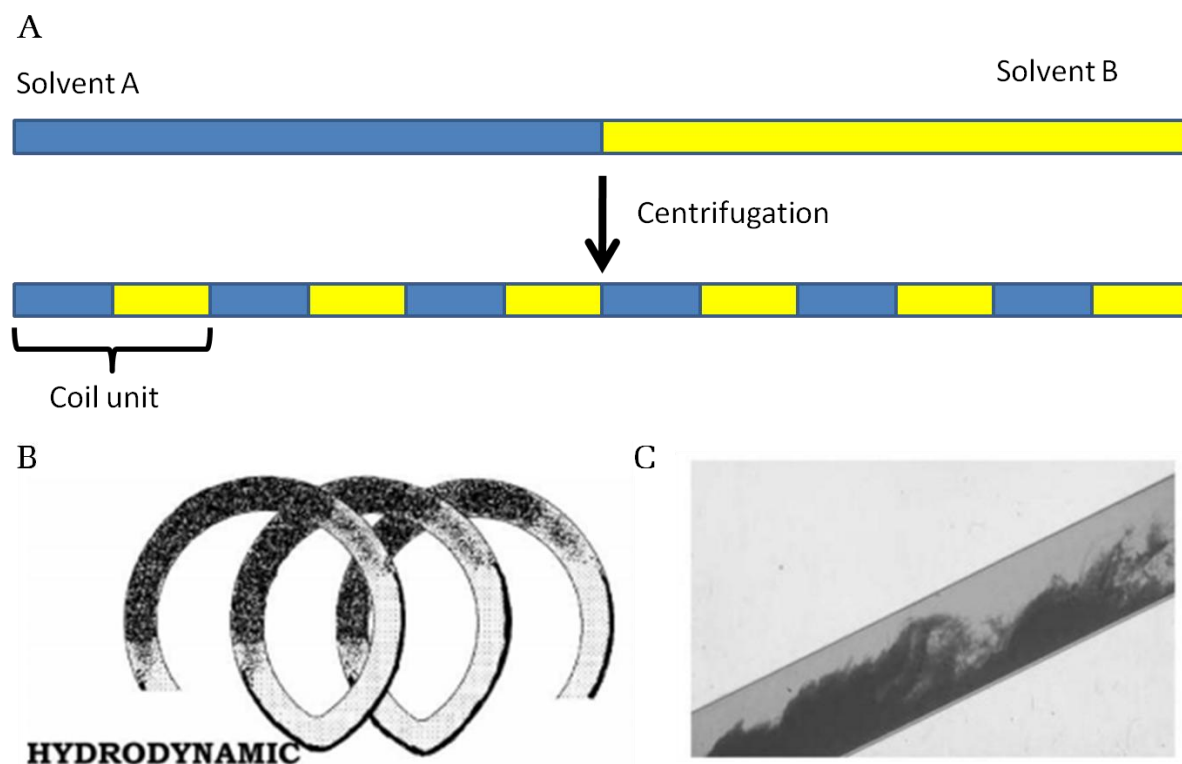 A
Solvent A
Solvent B
Centrifugation
Coil unit
B
C
HYDRODYNAMIC